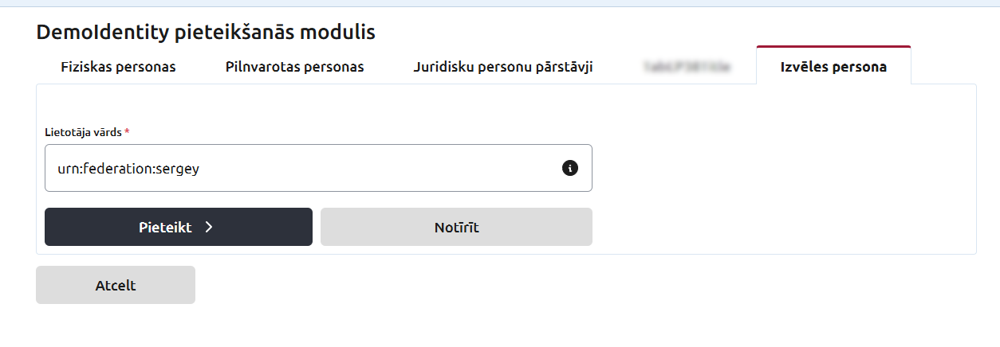 DemoIdentity pieteikšanās modulis
Fiziskas personas Pilnvarotas personas Juridisku personu pārstāvji Izvēles persona
Lietotāja vārds *
urn:federation:sergey
Pieteikt Notīrīt
Atcelt